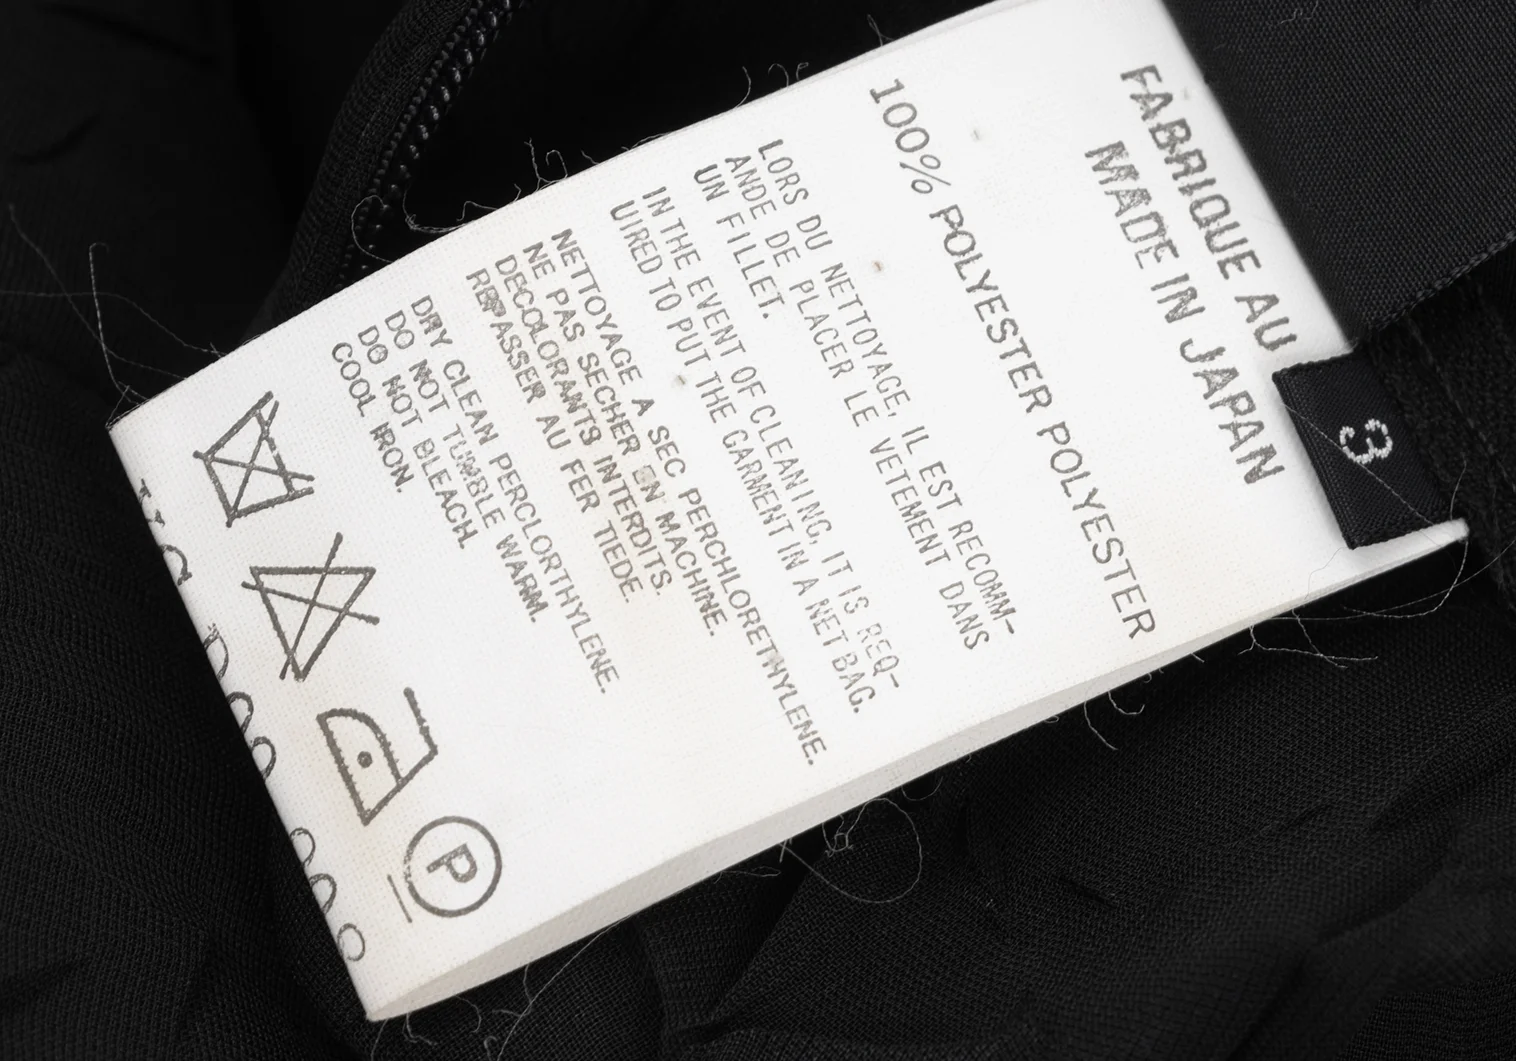 FABRIQUE AU
MADE IN JAPAN
100% POLYESTER POLYESTER
LORS DU NETTOYAGE, IL EST RECOMM-
ANDE DE PLACER LE VETEMENT DANS
UN FILLET.
IN THE EVENT OF CLEANING, IT IS REQ-
UIRED TO PUT THE GARMENT IN A NET BAG.
NETTOYAGE A SEC PERCHLORETHYLENE.
NE PAS SECHER EN MACHINE.
DECOLORANTS INTERDITS.
REPASSER AU FER TIEDE.
DRY CLEAN PERCLORTHYLENE.
DO NOT TUMBLE WARM.
DO NOT BLEACH.
COOL IRON.
P
3